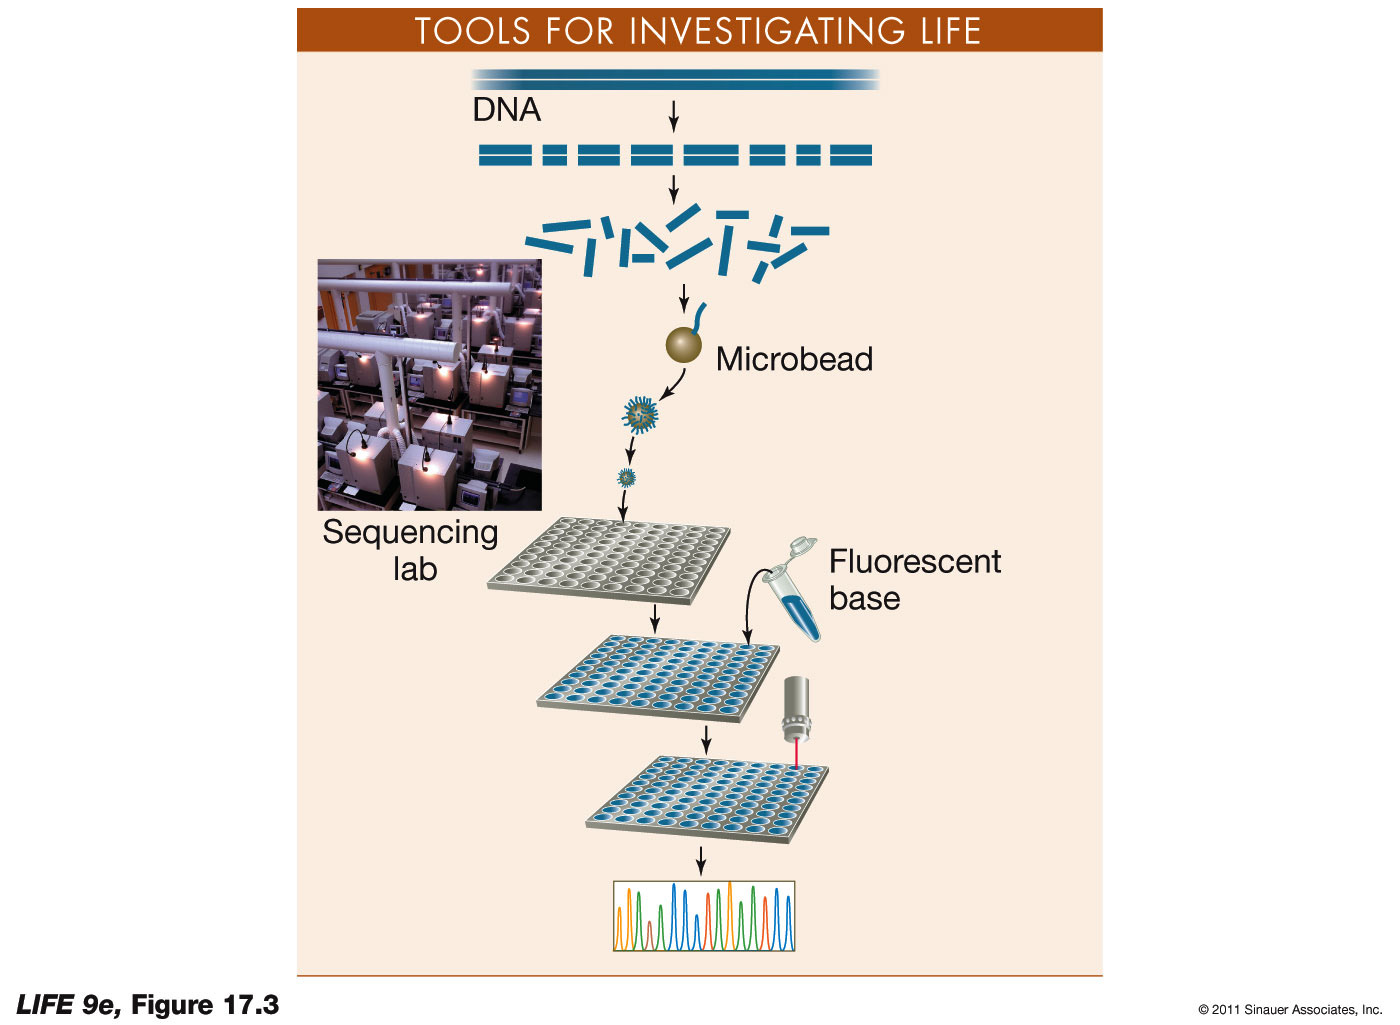 TOOLS FOR INVESTIGATING LIFE
DNA
Microbead
Sequencing
lab
Fluorescent
base
LIFE 9e, Figure 17.3
© 2011 Sinauer Associates, Inc.